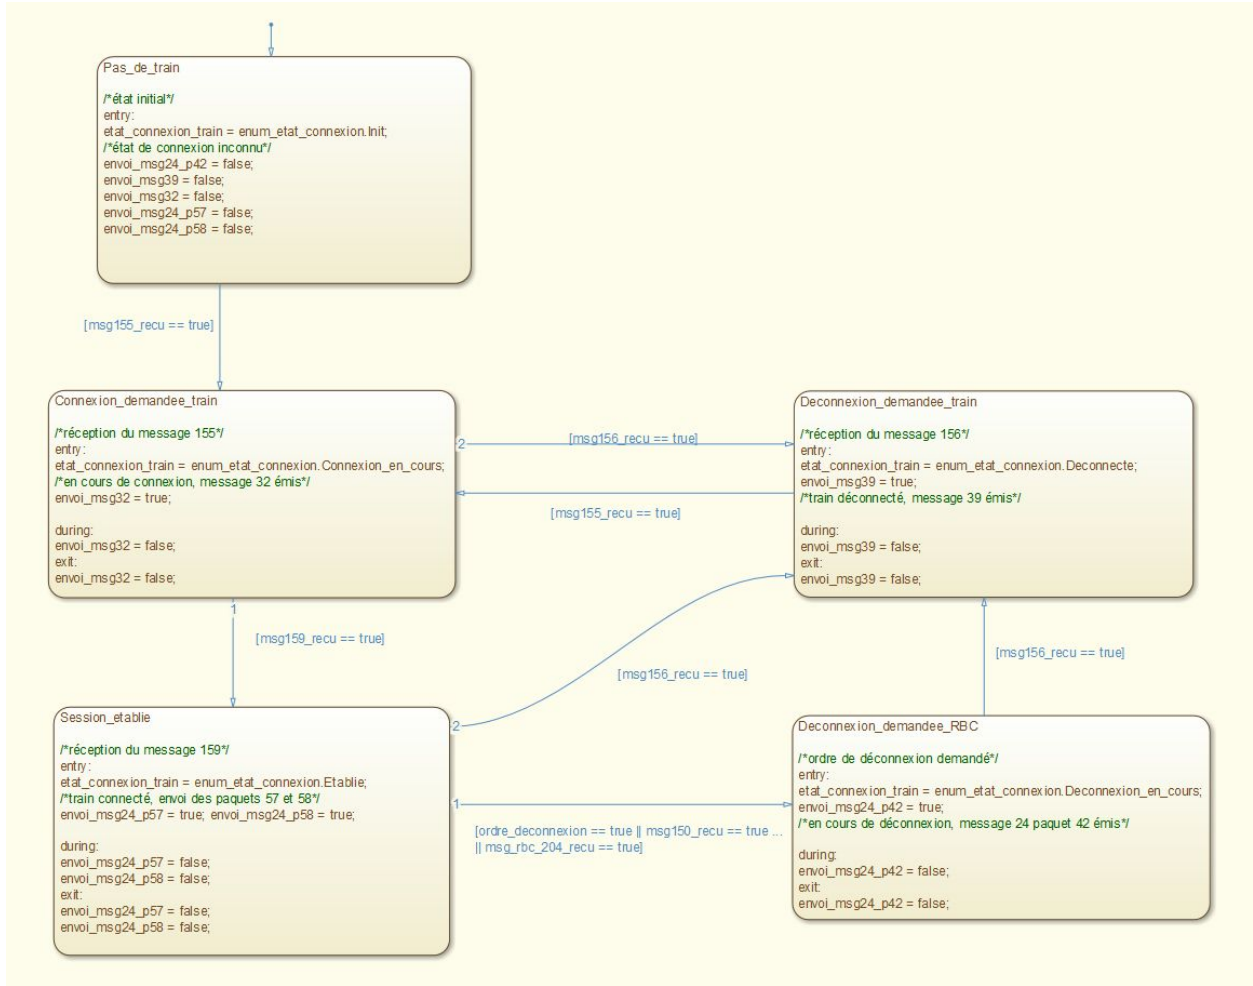 Pas_de_train
/*état initial*/
entry:
etat_connexion_train = enum_etat_connexion.Init;
/*état de connexion inconnu*/
envoi_msg24_p42 = false;
envoi_msg39 = false;
envoi_msg32 = false;
envoi_msg24_p57 = false;
envoi_msg24_p58 = false;
[msg155_recu == true]
Connexion_demandee_train
/*réception du message 155*/
entry:
etat_connexion_train = enum_etat_connexion.Connexion_en_cours;
/*en cours de connexion, message 32 émis*/
envoi_msg32 = true;
during:
envoi_msg32 = false;
exit:
envoi_msg32 = false;
2
[msg156_recu == true]
[msg155_recu == true]
Deconnexion_demandee_train
/*réception du message 156*/
entry:
etat_connexion_train = enum_etat_connexion.Deconnecte;
envoi_msg39 = true;
/*train déconnecté, message 39 émis*/
during:
envoi_msg39 = false;
exit:
envoi_msg39 = false;
1
[msg159_recu == true]
[msg156_recu == true]
[msg156_recu == true]
Session_etablie
/*réception du message 159*/
entry:
etat_connexion_train = enum_etat_connexion.Etablie;
/*train connecté, envoi des paquets 57 et 58*/
envoi_msg24_p57 = true; envoi_msg24_p58 = true;
during:
envoi_msg24_p57 = false;
envoi_msg24_p58 = false;
exit:
envoi_msg24_p57 = false;
envoi_msg24_p58 = false;
2
1
[ordre_deconnexion == true || msg150_recu == true ...
|| msg_rbc_204_recu == true]
Deconnexion_demandee_RBC
/*ordre de déconnexion demandé*/
entry:
etat_connexion_train = enum_etat_connexion.Deconnexion_en_cours;
envoi_msg24_p42 = true;
/*en cours de déconnexion, message 24 paquet 42 émis*/
during:
envoi_msg24_p42 = false;
exit:
envoi_msg24_p42 = false;